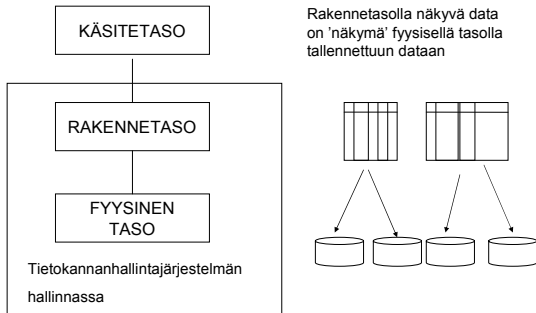 KÄSITETASO
RAKENNETASO
FYYSINEN
TASO
Tietokannanhallintajärjestelmän
hallinnassa
Rakennetasolla näkyvä data
on 'näkymä' fyysisellä tasolla
tallennettuun dataan